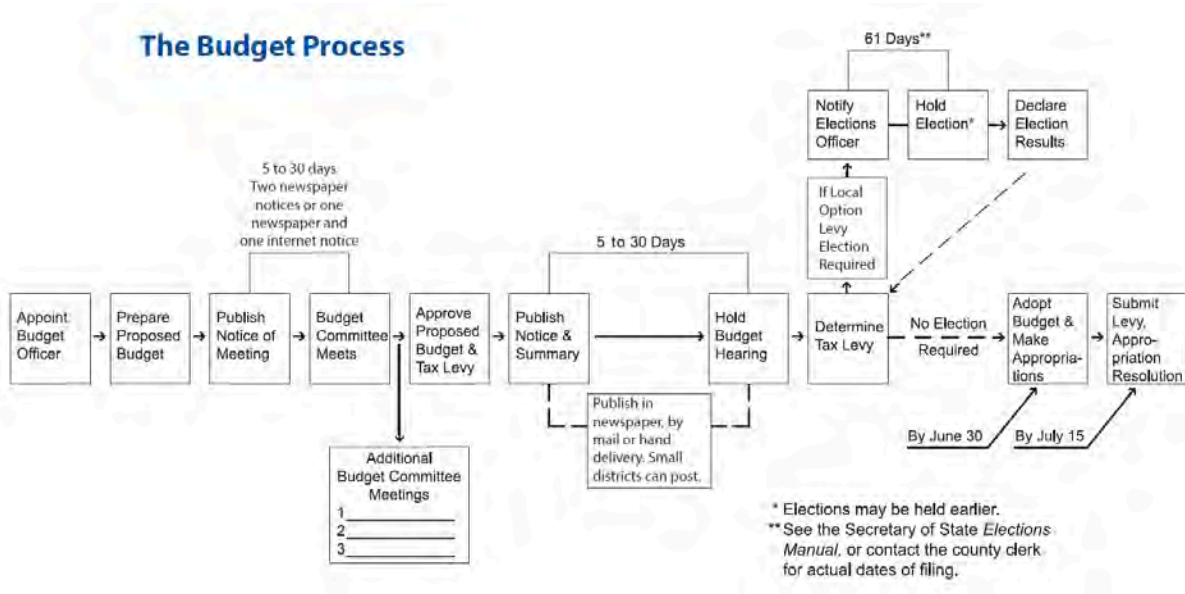 The Budget Process
61 Days**
Notify
Elections
Officer
Hold
Election*
Declare
Election
Results
5 to 30 days
Two newspaper
notices or one
newspaper and
one internet notice
If Local
Option
Levy
Election
Required
5 to 30 Days
Appoint
Budget
Officer
Prepare
Proposed
Budget
Publish
Notice of
Meeting
Budget
Committee
Meets
Approve
Proposed
Budget &
Tax Levy
Publish
Notice &
Summary
Hold
Budget
Hearing
Determine
Tax Levy
No Election
Required
Adopt
Budget &
Make
Appropria-
tions
Submit
Levy,
Appro-
priation
Resolution
Publish in
newspaper, by
mail or hand
delivery. Small
districts can post.
By June 30
By July 15
Additional
Budget Committee
Meetings
1
2
3
* Elections may be held earlier.
** See the Secretary of State Elections
Manual, or contact the county clerk
for actual dates of filing.